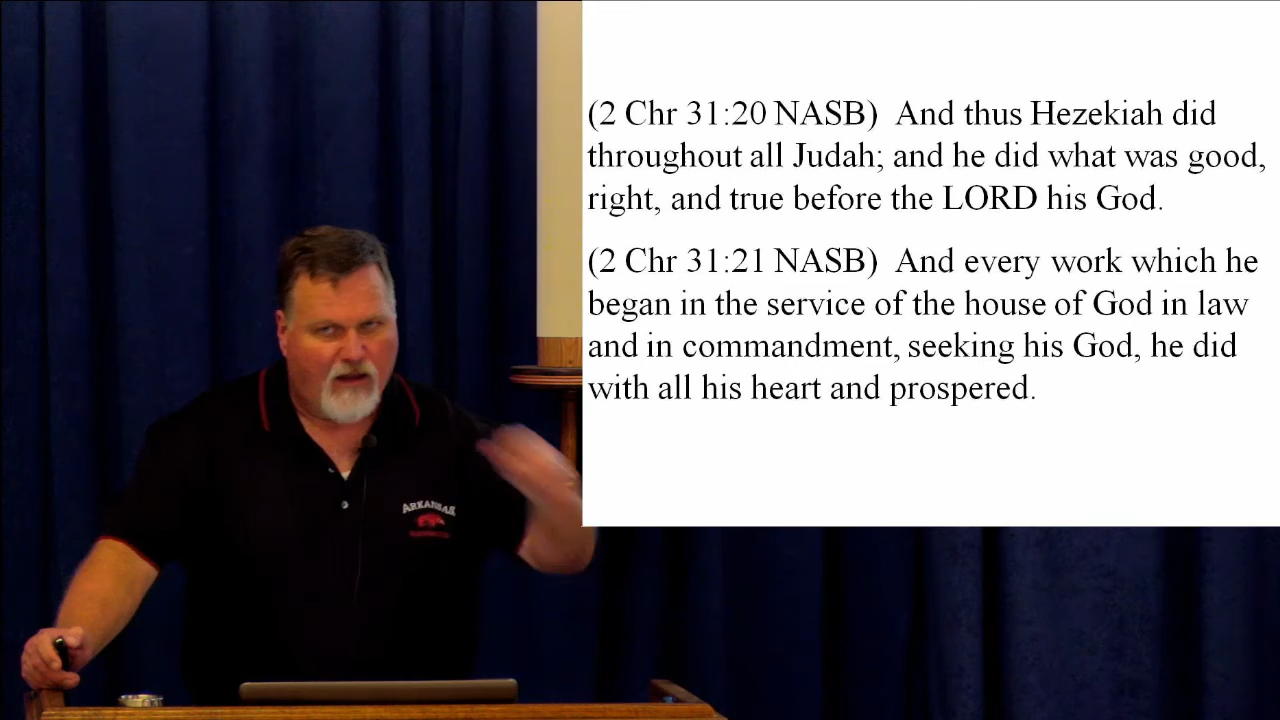 (2 Chr 31:20 NASB)  And thus Hezekiah did
throughout all Judah; and he did what was good,
right, and true before the LORD his God.
(2 Chr 31:21 NASB)  And every work which he
began in the service of the house of God in law
and in commandment, seeking his God, he did
with all his heart and prospered.
ARKANSAS